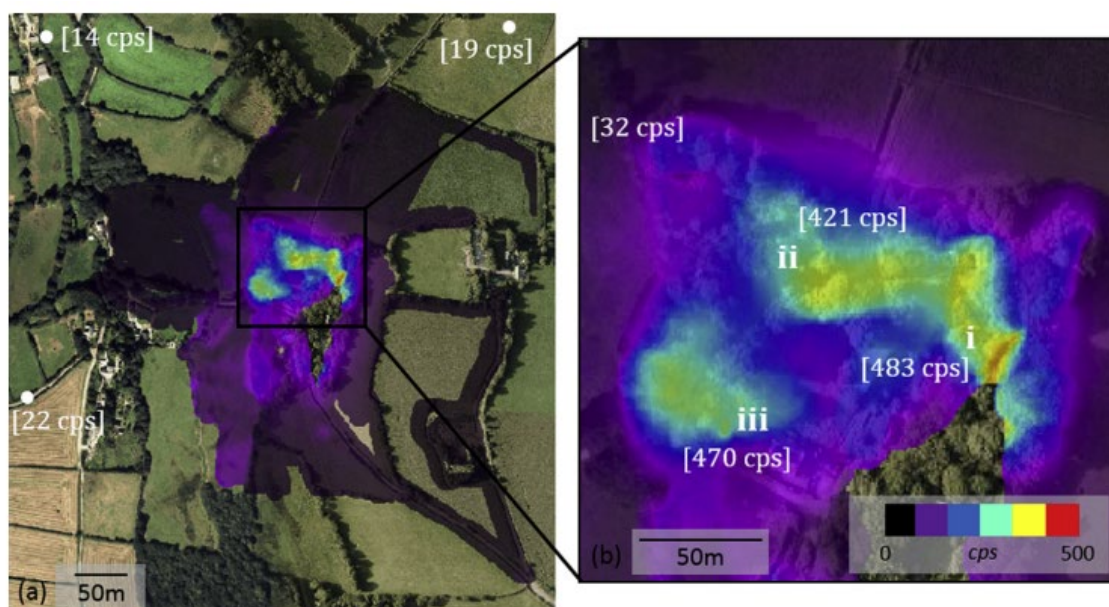 [14 cps]
[19 cps]
[22 cps]
(a)
50m
[32 cps]
[421 cps]
ii
i
[483 cps]
iii
[470 cps]
(b)
50m
0 cps 500